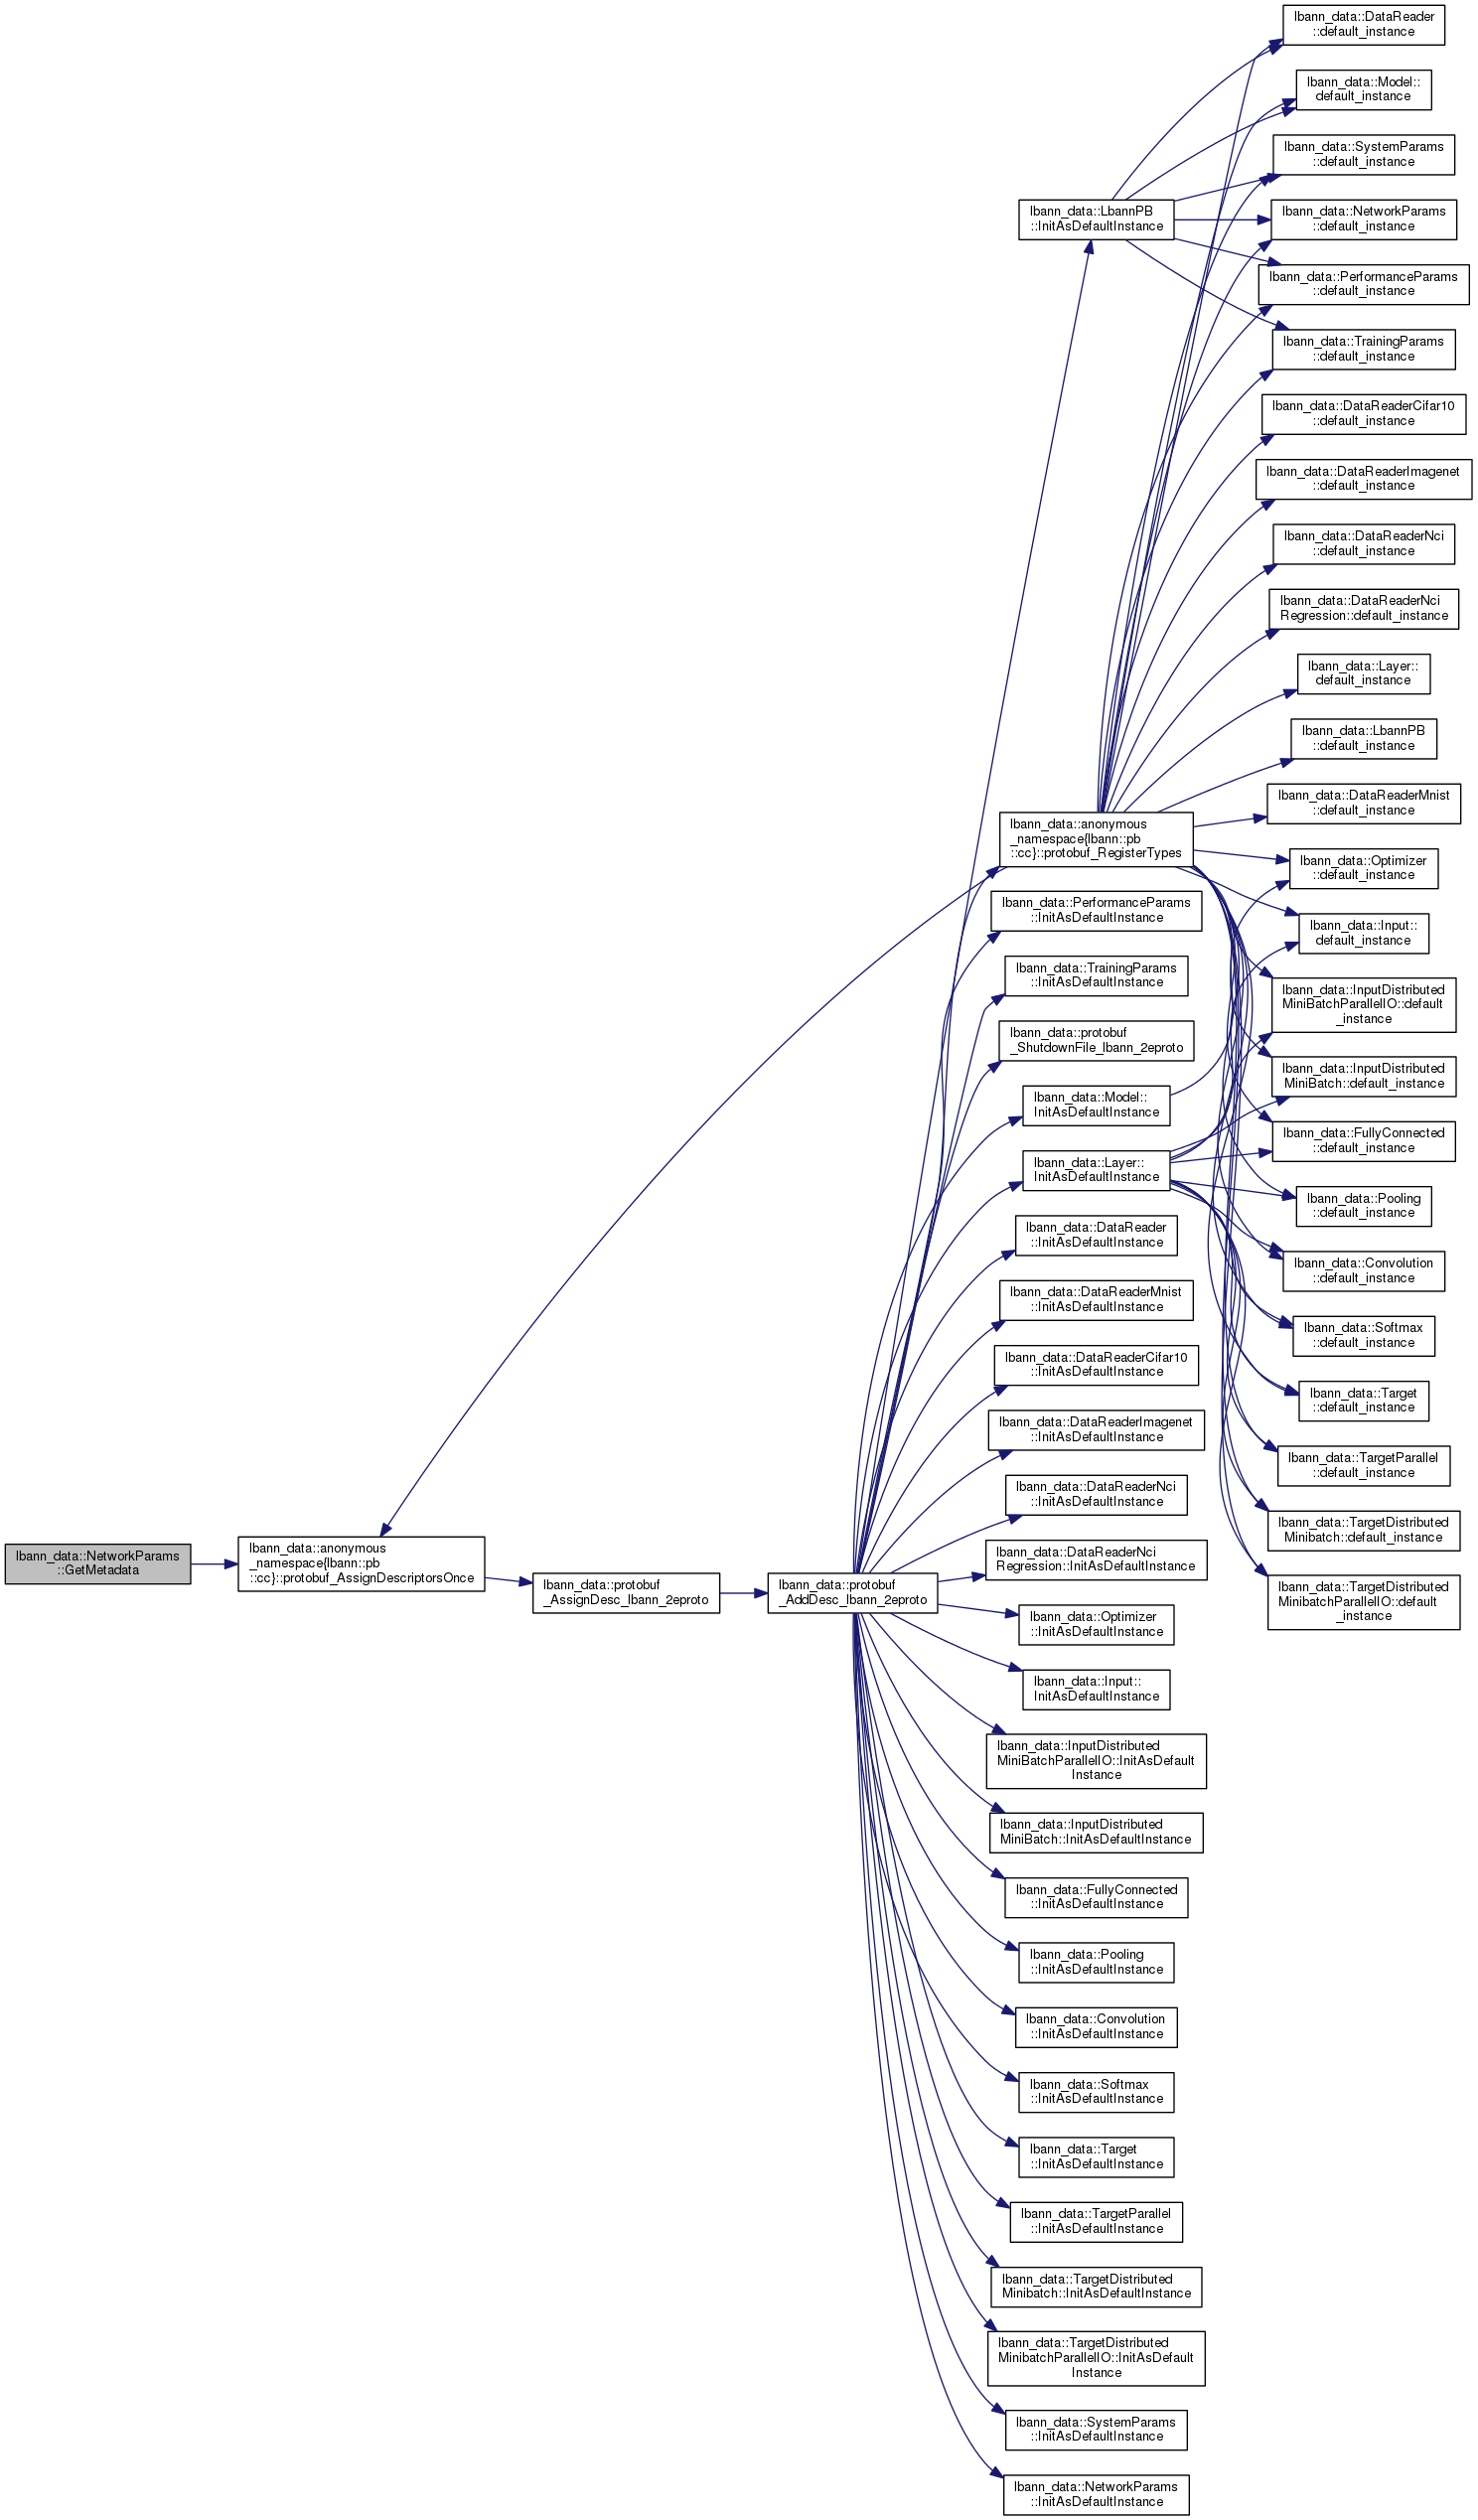 lbann_data::DataReader
::default_instance
lbann_data::Model::
default_instance
lbann_data::SystemParams
::default_instance
lbann_data::LbannPB
::InitAsDefaultInstance
lbann_data::NetworkParams
::default_instance
lbann_data::PerformanceParams
::default_instance
lbann_data::TrainingParams
::default_instance
lbann_data::DataReaderCifar10
::default_instance
lbann_data::DataReaderImagenet
::default_instance
lbann_data::DataReaderNci
::default_instance
lbann_data::DataReaderNci
Regression::default_instance
lbann_data::Layer::
default_instance
lbann_data::LbannPB
::default_instance
lbann_data::DataReaderMnist
::default_instance
lbann_data::anonymous
_namespace{lbann::pb
::cc}::protobuf_RegisterTypes
lbann_data::Optimizer
::default_instance
lbann_data::PerformanceParams
::InitAsDefaultInstance
lbann_data::Input::
default_instance
lbann_data::TrainingParams
::InitAsDefaultInstance
lbann_data::InputDistributed
MiniBatchParallelIO::default
_instance
lbann_data::protobuf
_ShutdownFile_lbann_2eproto
lbann_data::InputDistributed
MiniBatch::default_instance
lbann_data::Model::
InitAsDefaultInstance
lbann_data::FullyConnected
::default_instance
lbann_data::Layer::
InitAsDefaultInstance
lbann_data::Pooling
::default_instance
lbann_data::DataReader
::InitAsDefaultInstance
lbann_data::Convolution
::default_instance
lbann_data::DataReaderMnist
::InitAsDefaultInstance
lbann_data::Softmax
::default_instance
lbann_data::DataReaderCifar10
::InitAsDefaultInstance
lbann_data::Target
::default_instance
lbann_data::DataReaderImagenet
::InitAsDefaultInstance
lbann_data::TargetParallel
::default_instance
lbann_data::DataReaderNci
::InitAsDefaultInstance
lbann_data::TargetDistributed
Minibatch::default_instance
lbann_data::NetworkParams
::GetMetadata
lbann_data::anonymous
_namespace{lbann::pb
::cc}::protobuf_AssignDescriptorsOnce
lbann_data::protobuf
_AssignDesc_lbann_2eproto
lbann_data::protobuf
_AddDesc_lbann_2eproto
lbann_data::DataReaderNci
Regression::InitAsDefaultInstance
lbann_data::TargetDistributed
MinibatchParallelIO::default
_instance
lbann_data::Optimizer
::InitAsDefaultInstance
lbann_data::Input::
InitAsDefaultInstance
lbann_data::InputDistributed
MiniBatchParallelIO::InitAsDefault
Instance
lbann_data::InputDistributed
MiniBatch::InitAsDefaultInstance
lbann_data::FullyConnected
::InitAsDefaultInstance
lbann_data::Pooling
::InitAsDefaultInstance
lbann_data::Convolution
::InitAsDefaultInstance
lbann_data::Softmax
::InitAsDefaultInstance
lbann_data::Target
::InitAsDefaultInstance
lbann_data::TargetParallel
::InitAsDefaultInstance
lbann_data::TargetDistributed
Minibatch::InitAsDefaultInstance
lbann_data::TargetDistributed
MinibatchParallelIO::InitAsDefault
Instance
lbann_data::SystemParams
::InitAsDefaultInstance
lbann_data::NetworkParams
::InitAsDefaultInstance